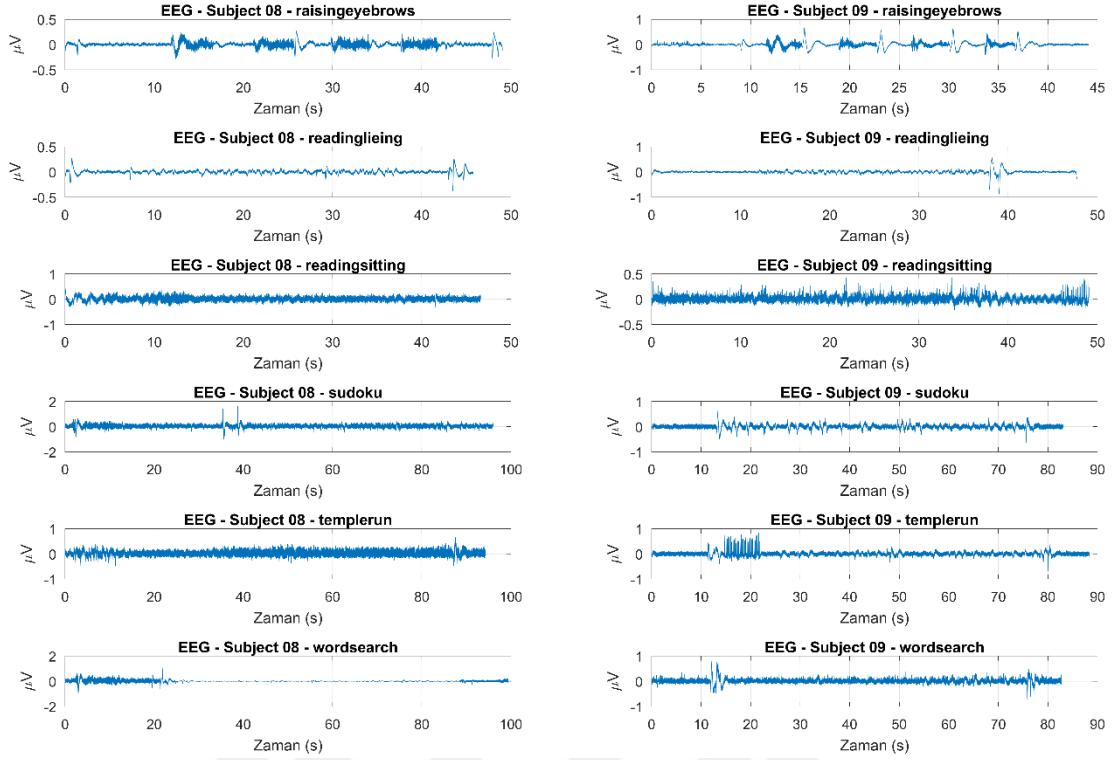 EEG - Subject 08 - raisingeyebrows
0.5
0
-0.5
µV
0 10 20 30 40 50
Zaman (s)
EEG - Subject 09 - raisingeyebrows
1
0
-1
µV
0 5 10 15 20 25 30 35 40 45
Zaman (s)
EEG - Subject 08 - readinglieing
0.5
0
-0.5
µV
0 10 20 30 40 50
Zaman (s)
EEG - Subject 09 - readinglieing
1
0
-1
µV
0 10 20 30 40 50
Zaman (s)
EEG - Subject 08 - readingsitting
1
0
-1
µV
0 10 20 30 40 50
Zaman (s)
EEG - Subject 09 - readingsitting
0.5
0
-0.5
µV
0 10 20 30 40 50
Zaman (s)
EEG - Subject 08 - sudoku
2
0
-2
µV
0 20 40 60 80 100
Zaman (s)
EEG - Subject 09 - sudoku
1
0
-1
µV
0 10 20 30 40 50 60 70 80 90
Zaman (s)
EEG - Subject 08 - templerun
1
0
-1
µV
0 20 40 60 80 100
Zaman (s)
EEG - Subject 09 - templerun
1
0
-1
µV
0 10 20 30 40 50 60 70 80 90
Zaman (s)
EEG - Subject 08 - wordsearch
2
0
-2
µV
0 20 40 60 80 100
Zaman (s)
EEG - Subject 09 - wordsearch
1
0
-1
µV
0 10 20 30 40 50 60 70 80 90
Zaman (s)